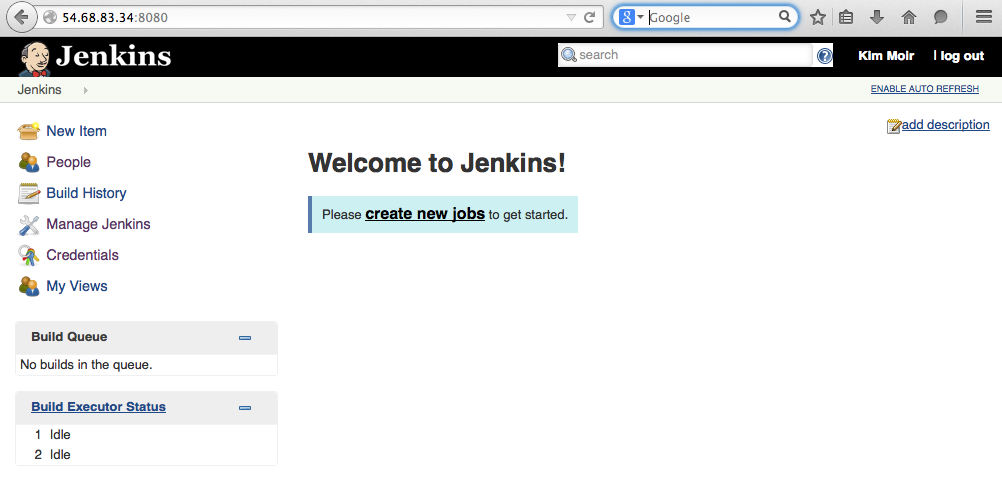 54.68.83.34:8080
8 Google
Jenkins
search
?
Kim Moir
| log out
Jenkins
ENABLE AUTO REFRESH
add description
New Item
People
Build History
Manage Jenkins
Credentials
My Views
Welcome to Jenkins!
Please create new jobs to get started.
Build Queue
No builds in the queue.
Build Executor Status
1 Idle
2 Idle